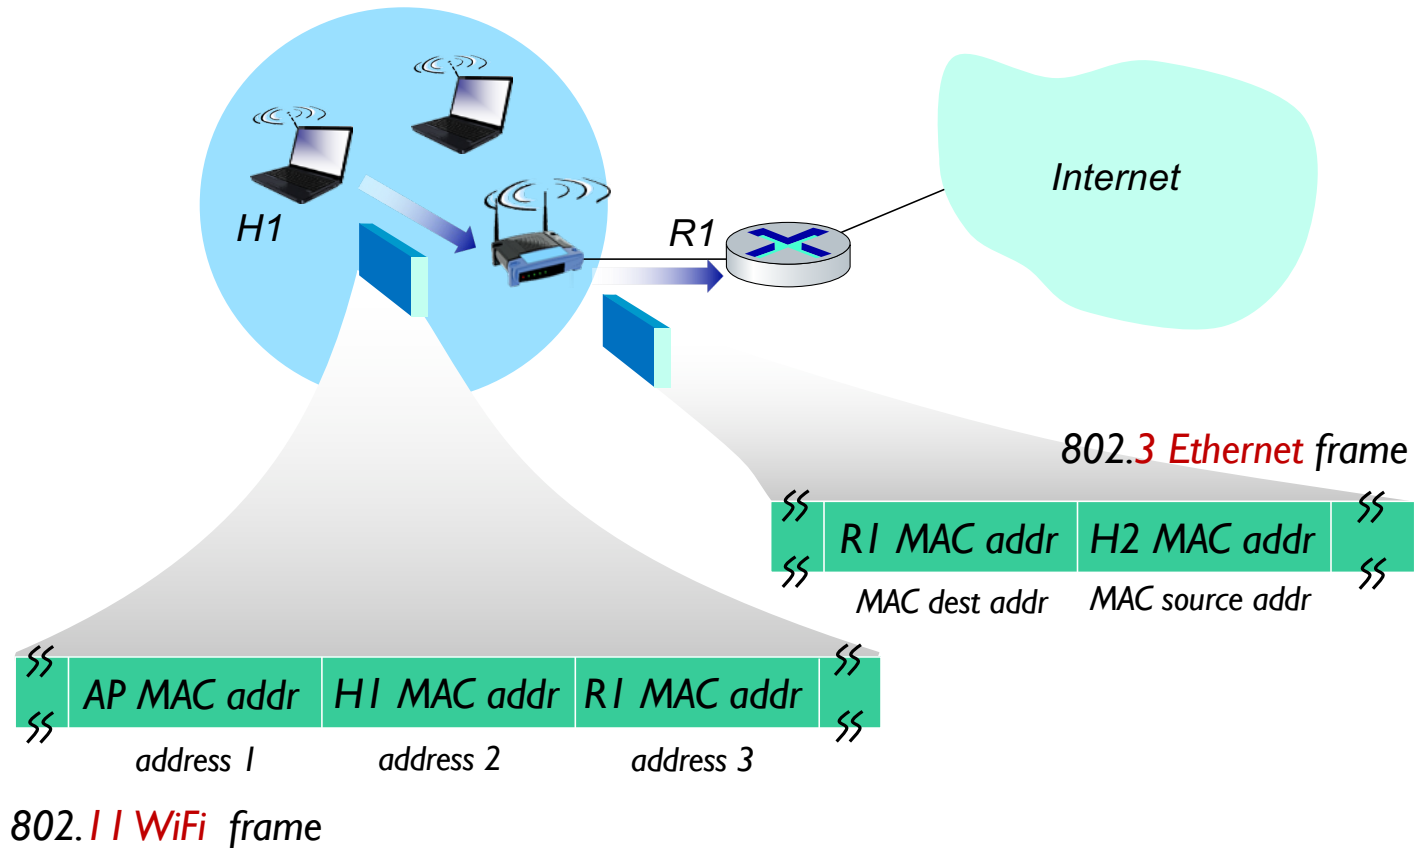 Internet
H1
R1
802.3 Ethernet frame
R1 MAC addr H2 MAC addr
MAC dest addr MAC source addr
AP MAC addr H1 MAC addr R1 MAC addr
address 1 address 2 address 3
802.11 WiFi frame